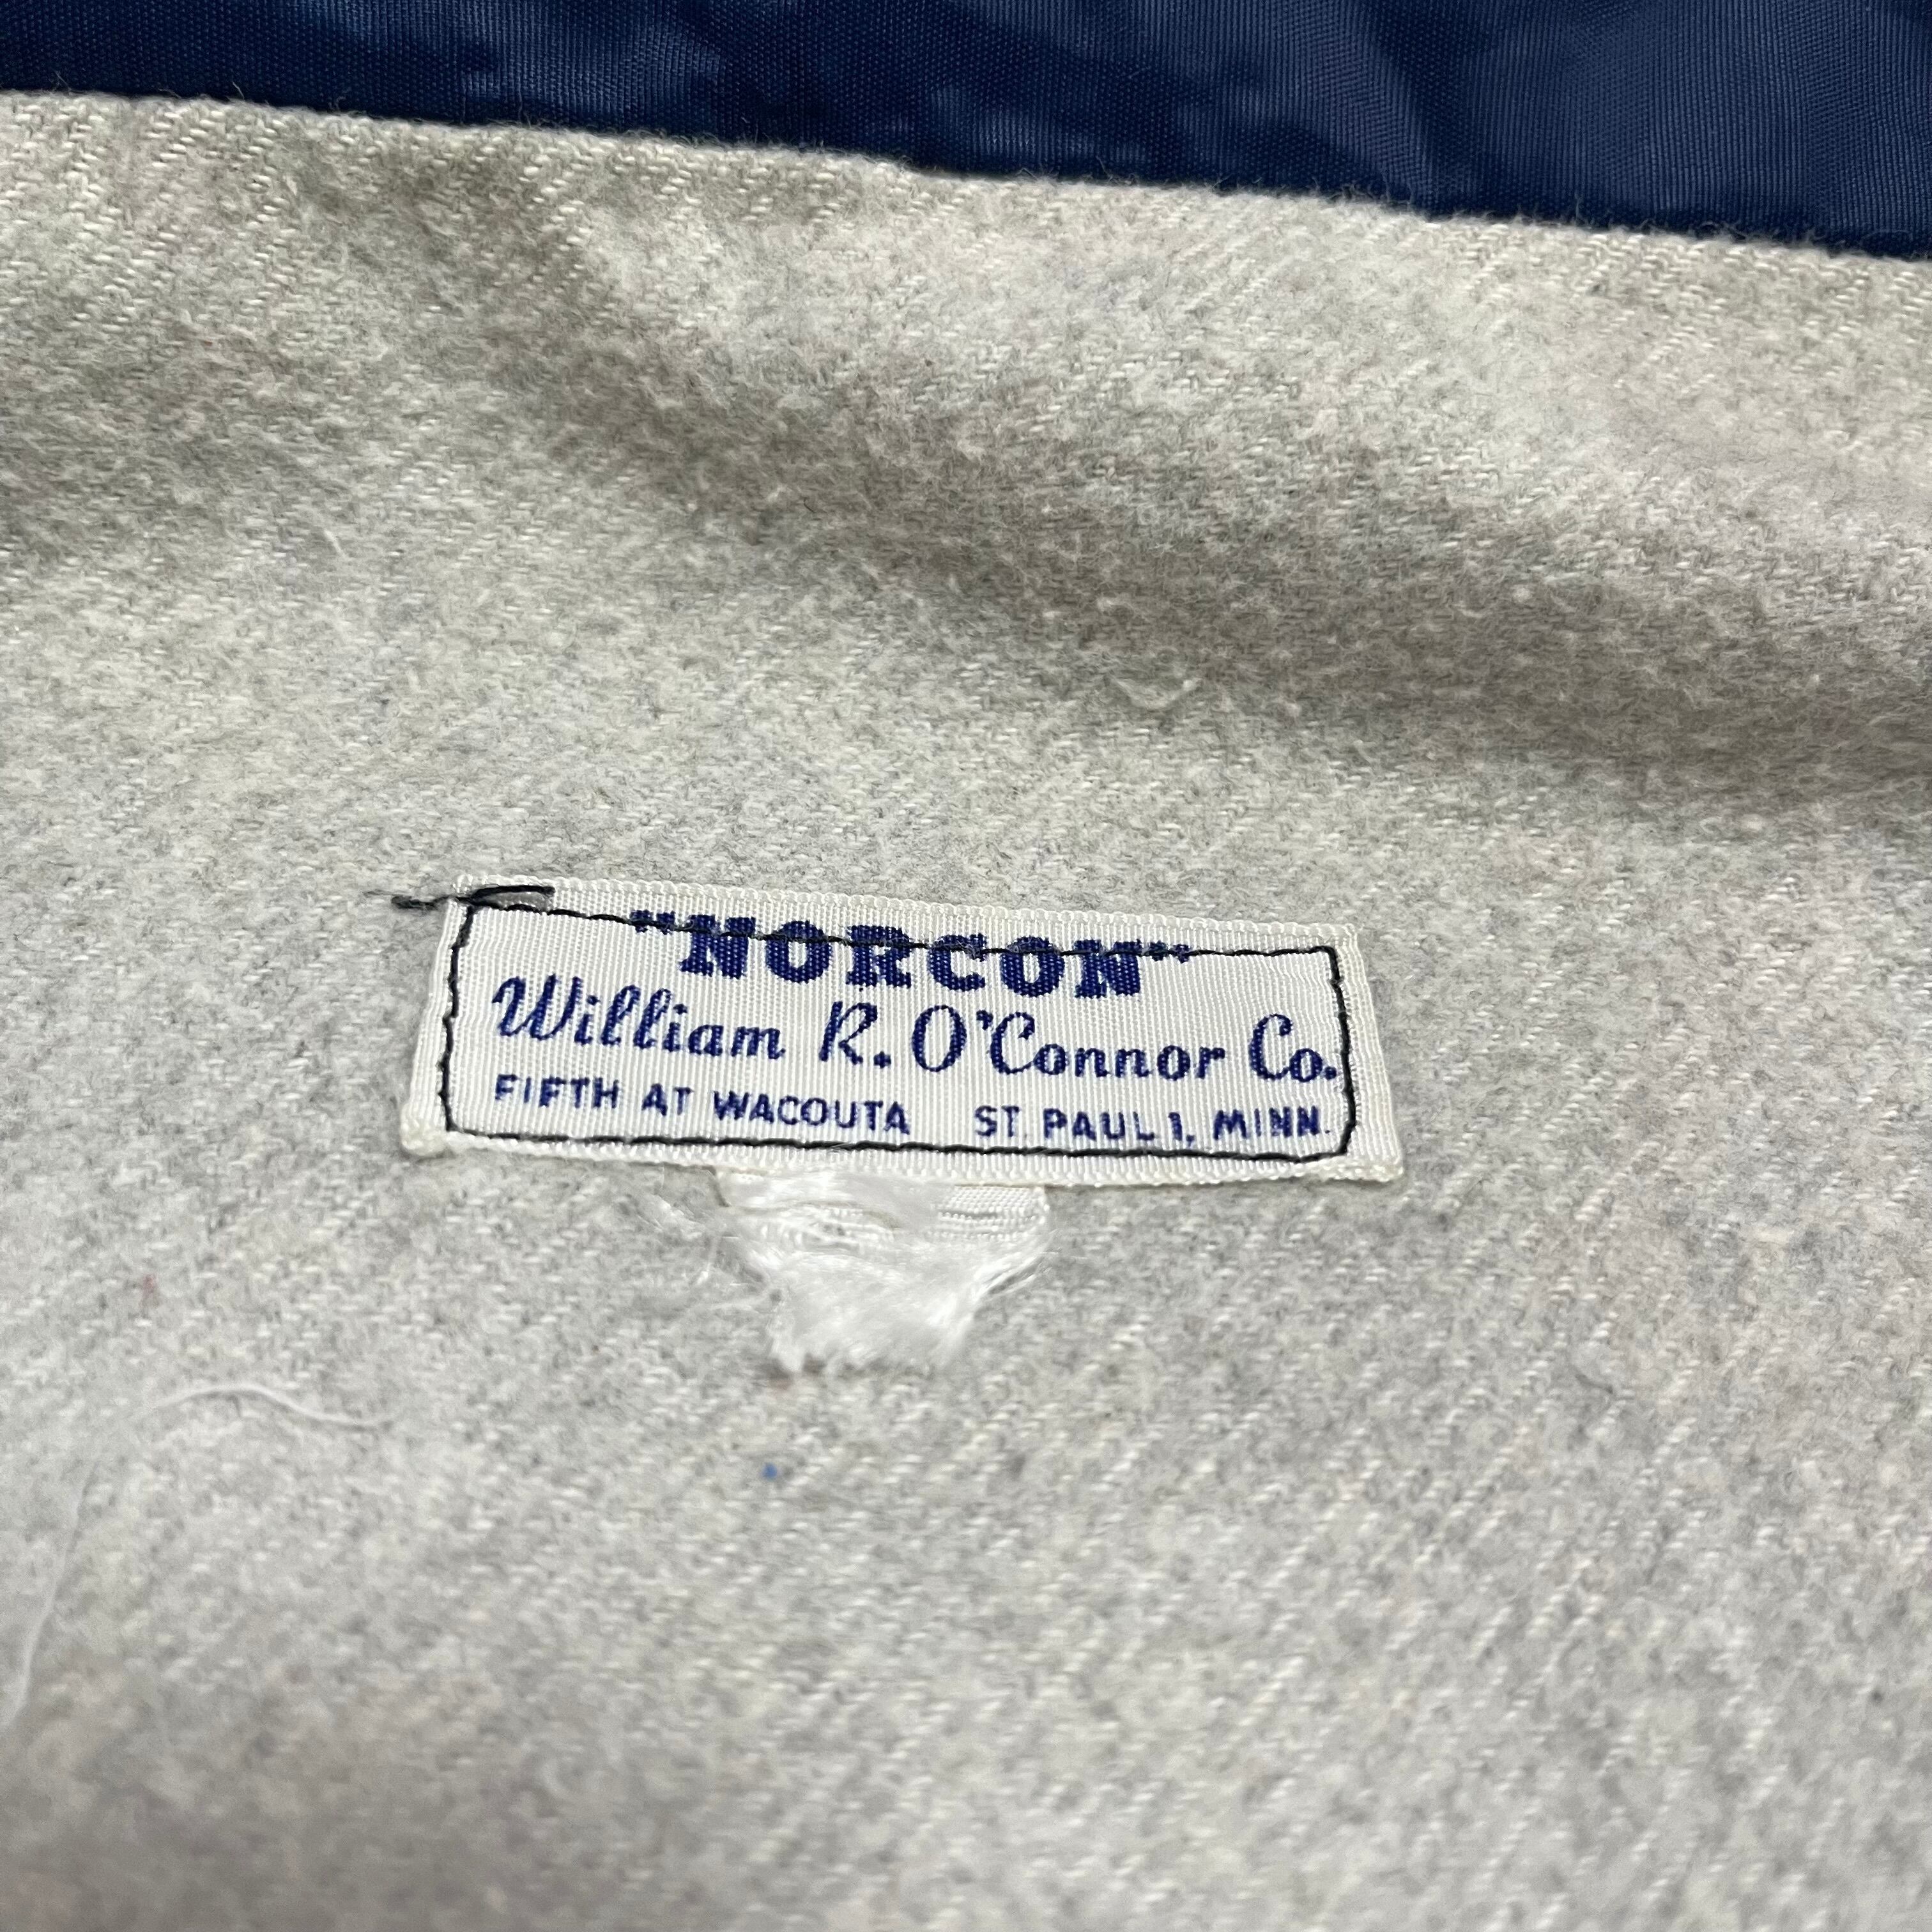 "NORCON"
William R. O'Connor Co.
FIFTH AT WACOUTA ST. PAUL 1, MINN.